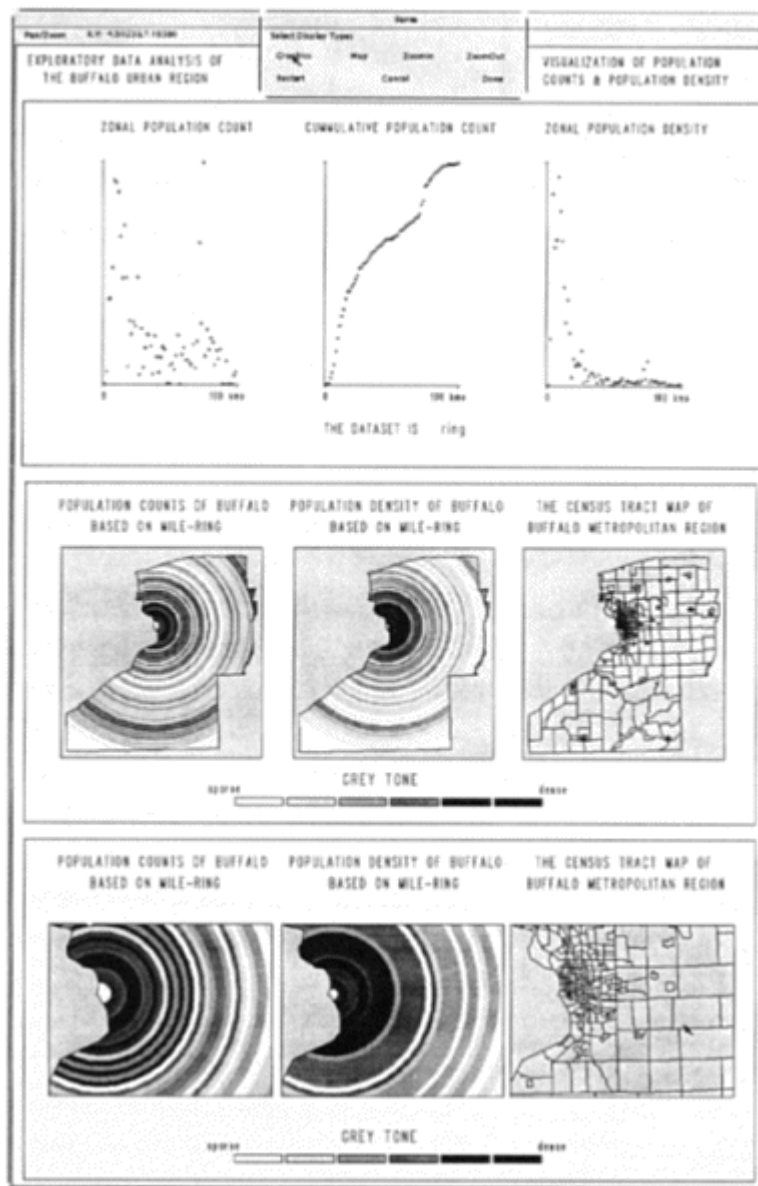 Select Display Types
Pan/Zoom
Graphic Map ZoomIn ZoomOut
Restart Cancel Done
EXPLORATORY DATA ANALYSIS OF
THE BUFFALO URBAN REGION
VISUALIZATION OF POPULATION
COUNTS & POPULATION DENSITY
ZONAL POPULATION COUNT
CUMMULATIVE POPULATION COUNT
ZONAL POPULATION DENSITY
0 100 kms
0 100 kms
0 kms
THE DATASET IS ring
POPULATION COUNTS OF BUFFALO
BASED ON MILE-RING
POPULATION DENSITY OF BUFFALO
BASED ON MILE-RING
THE CENSUS TRACT MAP OF
BUFFALO METROPOLITAN REGION
GREY TONE
sparse dense
POPULATION COUNTS OF BUFFALO
BASED ON MILE-RING
POPULATION DENSITY OF BUFFALO
BASED ON MILE-RING
THE CENSUS TRACT MAP OF
BUFFALO METROPOLITAN REGION
GREY TONE
sparse dense